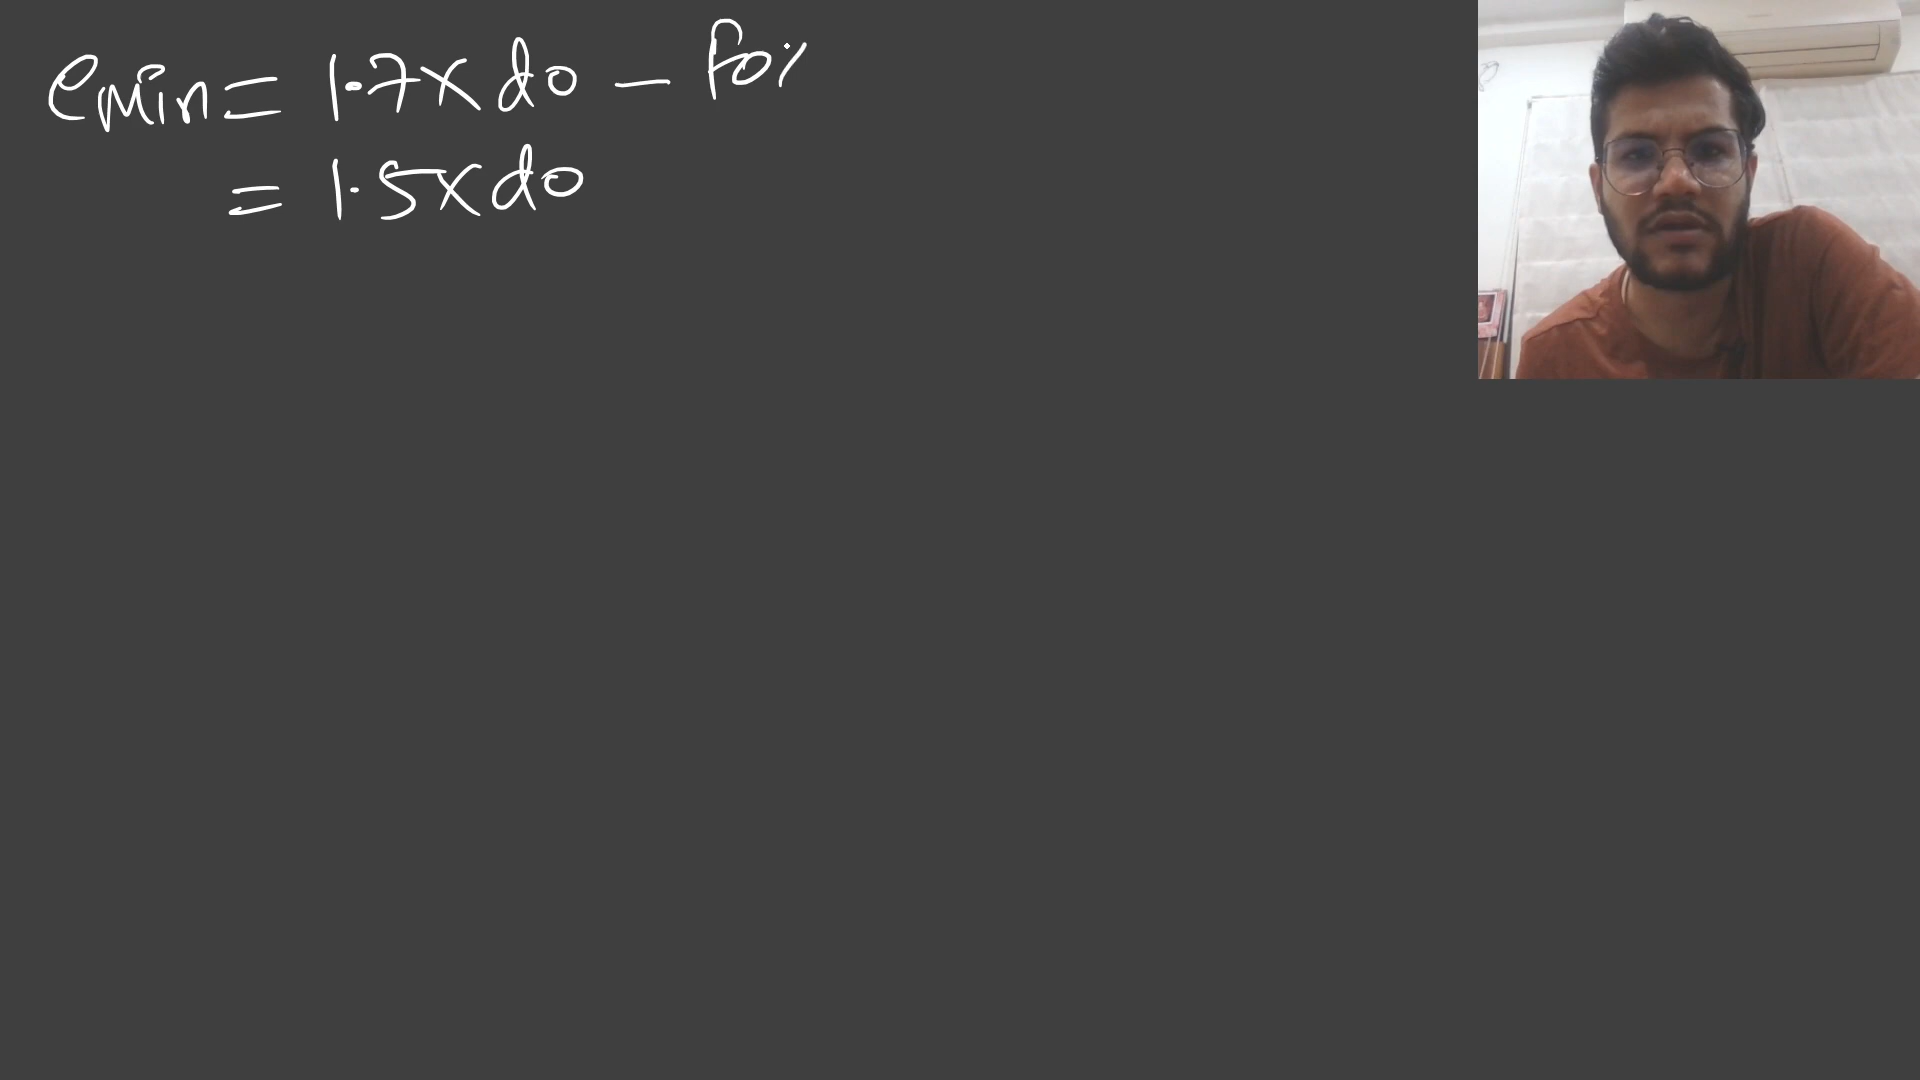 emin = 1.7 x do - for
= 1.5 x do